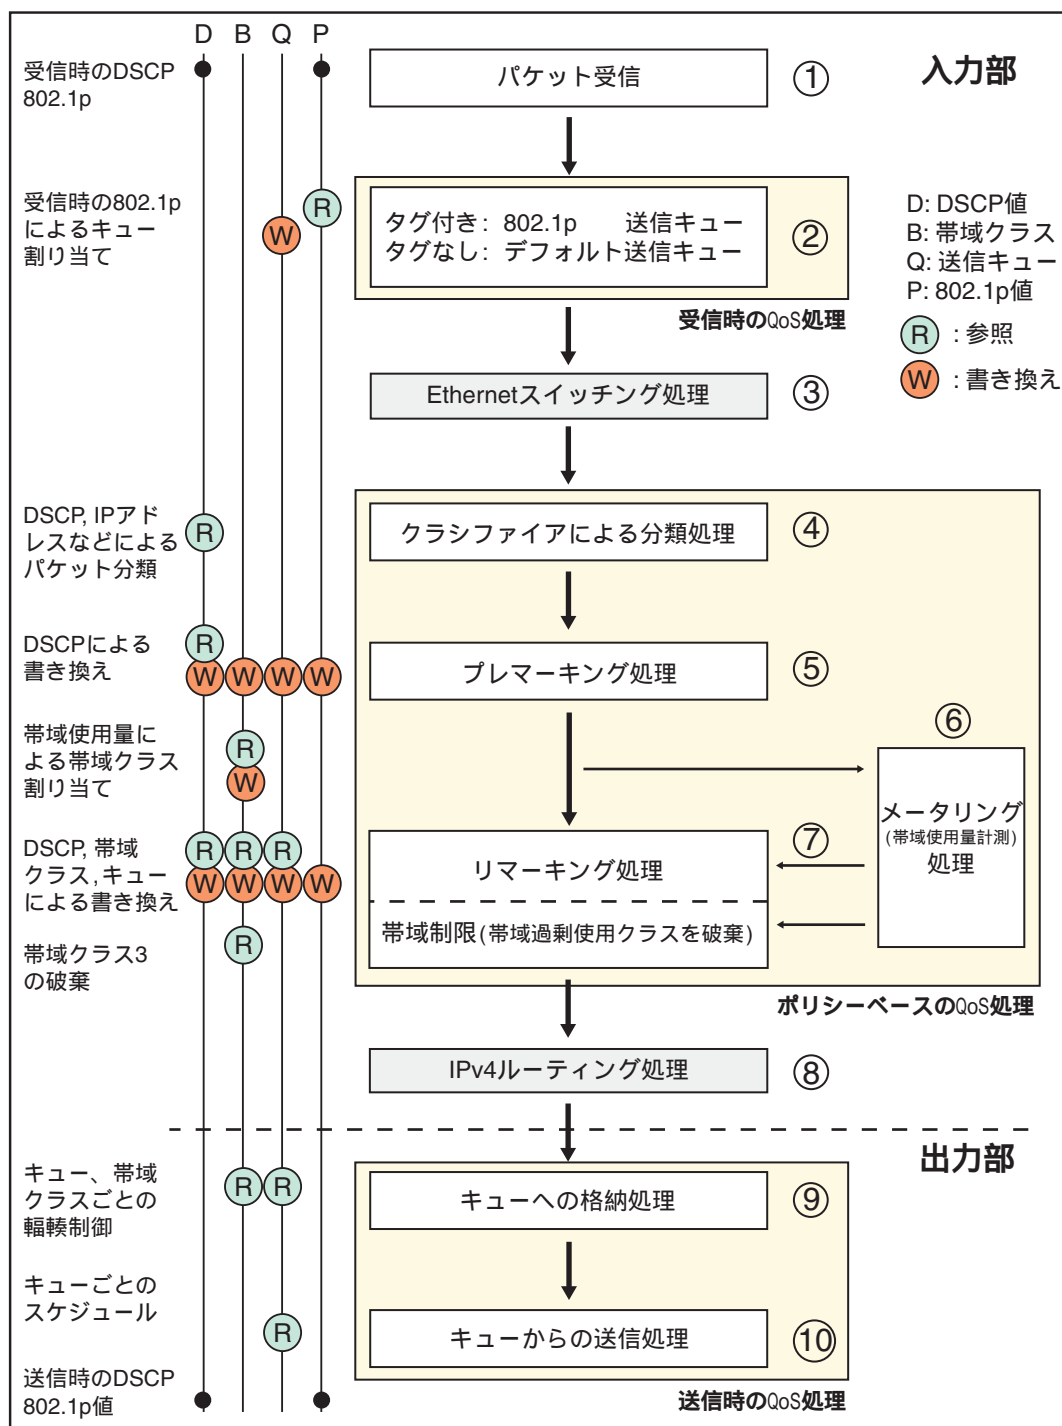 D B Q P
受信時のDSCP
802.1p
パケット受信
①
入力部
受信時の802.1p
によるキュー
割り当て
R
W
タグ付き: 802.1p 送信キュー
タグなし: デフォルト送信キュー
②
受信時のQoS処理
D: DSCP値
B: 帯域クラス
Q: 送信キュー
P: 802.1p値
R : 参照
W : 書き換え
Ethernetスイッチング処理
③
DSCP, IPアド
レスなどによる
パケット分類
R
クラシファイアによる分類処理
④
DSCPによる
書き換え
R
W W W W
プレマーキング処理
⑤
帯域使用量に
よる帯域クラス
割り当て
R
W
⑥
メータリング
(帯域使用量計測)
処理
DSCP, 帯域
クラス,キュー
による書き換え
R R R
W W W W
リマーキング処理
⑦
帯域制限(帯域過剰使用クラスを破棄)
帯域クラス3
の破棄
R
ポリシーベースのQoS処理
IPv4ルーティング処理
⑧
出力部
キュー、帯域
クラスごとの
輻輳制御
R R
キューへの格納処理
⑨
キューごとの
スケジュール
R
キューからの送信処理
⑩
送信時のDSCP
802.1p値
送信時のQoS処理